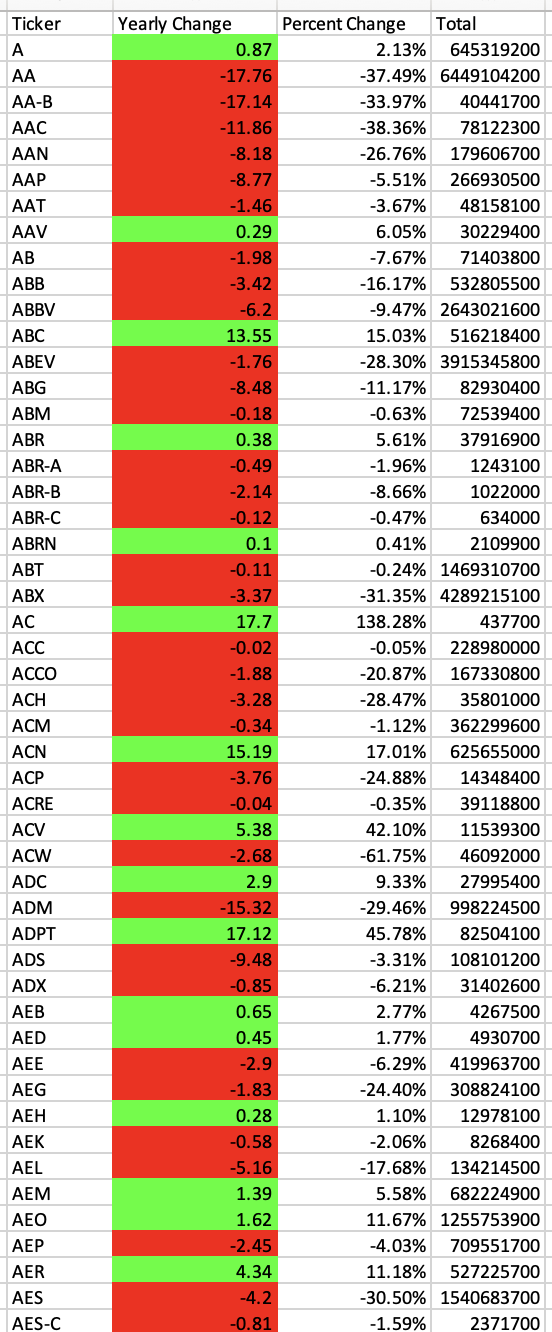 Ticker Yearly Change Percent Change Total
A 0.87 2.13% 645319200
AA -17.76 -37.49% 6449104200
AA-B -17.14 -33.97% 40441700
AAC -11.86 -38.36% 78122300
AAN -8.18 -26.76% 179606700
AAP -8.77 -5.51% 266930500
AAT -1.46 -3.67% 48158100
AAV 0.29 6.05% 30229400
AB -1.98 -7.67% 71403800
ABB -3.42 -16.17% 532805500
ABBV -6.2 -9.47% 2643021600
ABC 13.55 15.03% 516218400
ABEV -1.76 -28.30% 3915345800
ABG -8.48 -11.17% 82930400
ABM -0.18 -0.63% 72539400
ABR 0.38 5.61% 37916900
ABR-A -0.49 -1.96% 1243100
ABR-B -2.14 -8.66% 1022000
ABR-C -0.12 -0.47% 634000
ABRN 0.1 0.41% 2109900
ABT -0.11 -0.24% 1469310700
ABX -3.37 -31.35% 4289215100
AC 17.7 138.28% 437700
ACC -0.02 -0.05% 228980000
ACCO -1.88 -20.87% 167330800
ACH -3.28 -28.47% 35801000
ACM -0.34 -1.12% 362299600
ACN 15.19 17.01% 625655000
ACP -3.76 -24.88% 14348400
ACRE -0.04 -0.35% 39118800
ACV 5.38 42.10% 11539300
ACW -2.68 -61.75% 46092000
ADC 2.9 9.33% 27995400
ADM -15.32 -29.46% 998224500
ADPT 17.12 45.78% 82504100
ADS -9.48 -3.31% 108101200
ADX -0.85 -6.21% 31402600
AEB 0.65 2.77% 4267500
AED 0.45 1.77% 4930700
AEE -2.9 -6.29% 419963700
AEG -1.83 -24.40% 308824100
AEH 0.28 1.10% 12978100
AEK -0.58 -2.06% 8268400
AEL -5.16 -17.68% 134214500
AEM 1.39 5.58% 682224900
AEO 1.62 11.67% 1255753900
AEP -2.45 -4.03% 709551700
AER 4.34 11.18% 527225700
AES -4.2 -30.50% 1540683700
AES-C -0.81 -1.59% 2371700